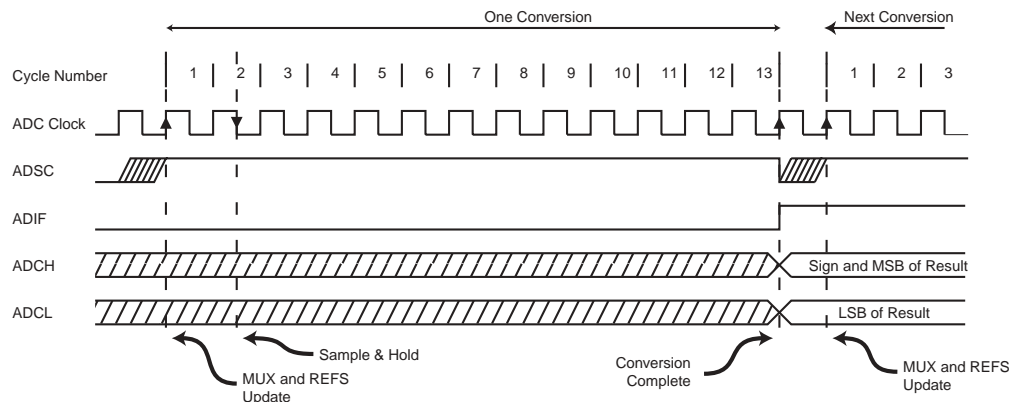 One Conversion
Next Conversion
Cycle Number 1 2 3 4 5 6 7 8 9 10 11 12 13 1 2 3
ADC Clock
ADSC
ADIF
ADCH
Sign and MSB of Result
ADCL
LSB of Result
Sample & Hold
MUX and REFS
Update
Conversion
Complete
MUX and REFS
Update